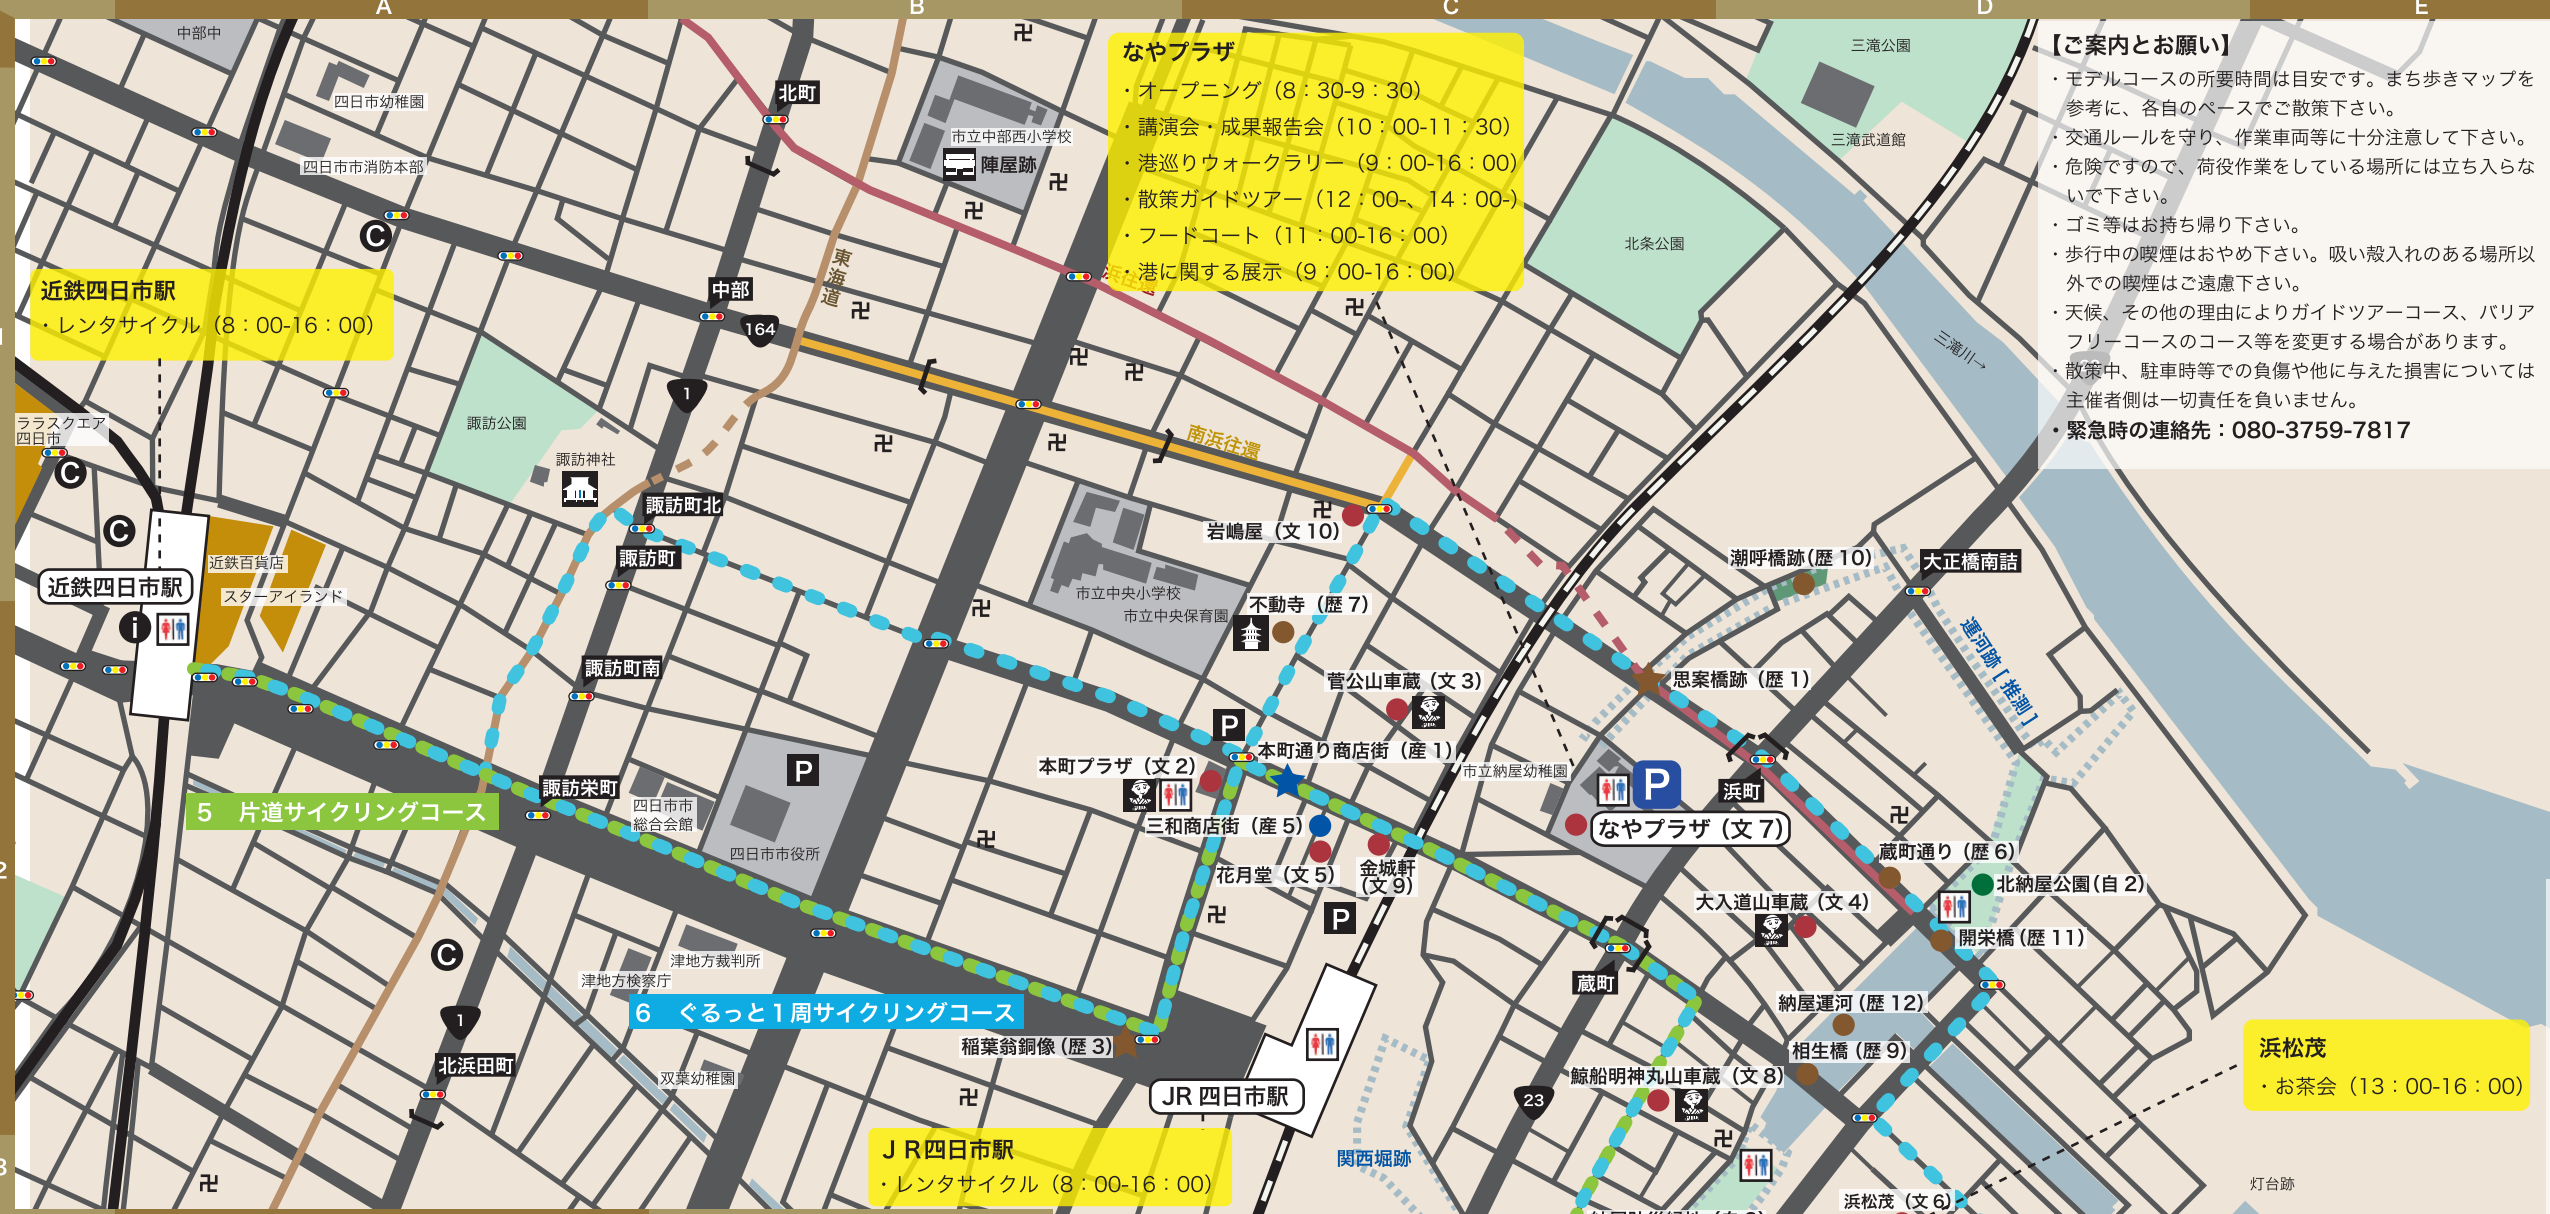 A
B
C
D
E
2
3
中部中
四日市幼稚園
四日市市消防本部
C
近鉄四日市駅
・レンタサイクル（8：00-16：00）
北町
市立中部西小学校
陣屋跡
東海道
中部
164
1
なやプラザ
・オープニング（8：30-9：30）
・講演会・成果報告会（10：00-11：30）
・港巡りウォークラリー（9：00-16：00）
・散策ガイドツアー（12：00-、14：00-）
・フードコート（11：00-16：00）
・港に関する展示（9：00-16：00）
浜往還
三滝公園
三滝武道館
北条公園
三滝川→
【ご案内とお願い】
・モデルコースの所要時間は目安です。まち歩きマップを
参考に、各自のペースでご散策下さい。
・交通ルールを守り、作業車両等に十分注意して下さい。
・危険ですので、荷役作業をしている場所には立ち入らな
いで下さい。
・ゴミ等はお持ち帰り下さい。
・歩行中の喫煙はおやめ下さい。吸い殻入れのある場所以
外での喫煙はご遠慮下さい。
・天候、その他の理由によりガイドツアーコース、バリア
フリーコースのコース等を変更する場合があります。
・散策中、駐車時等での負傷や他に与えた損害については
主催者側は一切責任を負いません。
・緊急時の連絡先：080-3759-7817
ララスクエア
四日市
C
C
諏訪公園
諏訪神社
諏訪町北
諏訪町
諏訪町南
南浜往還
近鉄百貨店
スターアイランド
近鉄四日市駅
i
市立中央小学校
市立中央保育園
岩嶋屋（文 10）
不動寺（歴 7）
菅公山車蔵（文 3）
潮呼橋跡（歴 10）
大正橋南詰
運河跡［推測］
思案橋跡（歴 1）
P
本町通り商店街（産 1）
本町プラザ（文 2）
三和商店街（産 5）
花月堂（文 5）
金城軒
（文 9）
P
市立納屋幼稚園
P
なやプラザ（文 7）
浜町
蔵町通り（歴 6）
北納屋公園（自 2）
大入道山車蔵（文 4）
開栄橋（歴 11）
5　片道サイクリングコース
諏訪栄町
四日市市
総合会館
P
四日市市役所
C
津地方裁判所
津地方検察庁
6　ぐるっと１周サイクリングコース
稲葉翁銅像（歴 3）
1
北浜田町
双葉幼稚園
JR 四日市駅
ＪＲ四日市駅
・レンタサイクル（8：00-16：00）
関西堀跡
23
蔵町
納屋運河（歴 12）
相生橋（歴 9）
鯨船明神丸山車蔵（文 8）
浜松茂
・お茶会（13：00-16：00）
浜松茂（文 6）
灯台跡